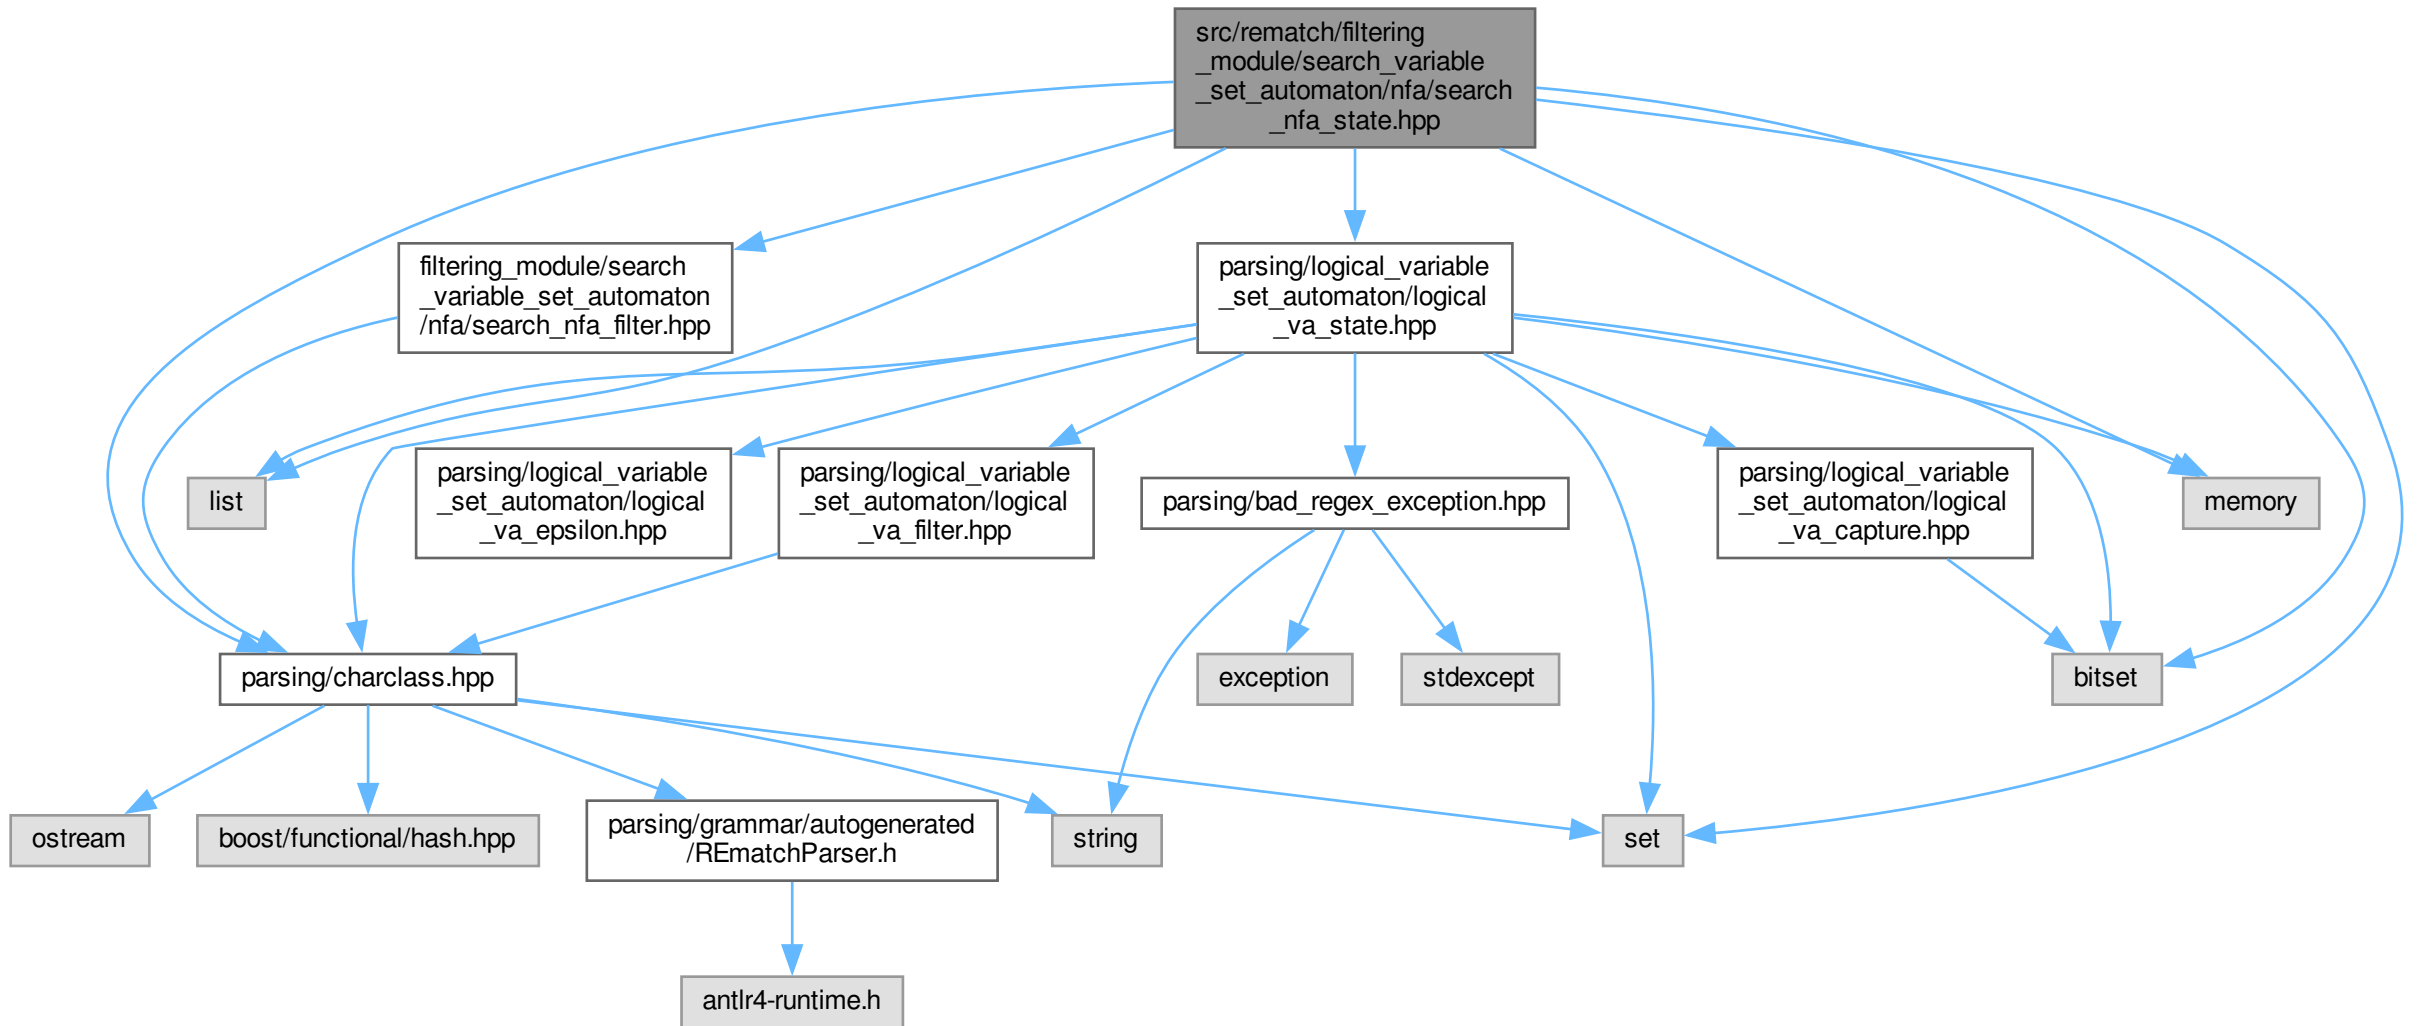 src/rematch/filtering
_module/search_variable
_set_automaton/nfa/search
_nfa_state.hpp
filtering_module/search
_variable_set_automaton
/nfa/search_nfa_filter.hpp
parsing/logical_variable
_set_automaton/logical
_va_state.hpp
list
parsing/logical_variable
_set_automaton/logical
_va_epsilon.hpp
parsing/logical_variable
_set_automaton/logical
_va_filter.hpp
parsing/bad_regex_exception.hpp
parsing/logical_variable
_set_automaton/logical
_va_capture.hpp
memory
parsing/charclass.hpp
exception
stdexcept
bitset
ostream
boost/functional/hash.hpp
parsing/grammar/autogenerated
/REmatchParser.h
string
set
antlr4-runtime.h